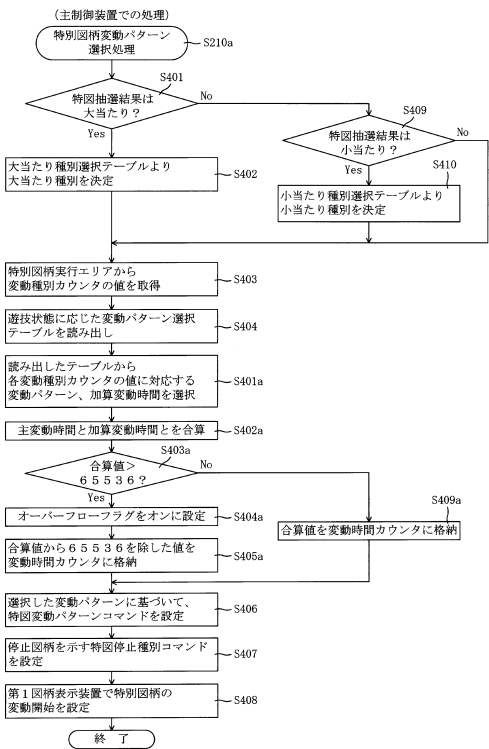 (主制御装置での処理)
特別図柄変動パターン
選択処理
S210a
S401
特図抽選結果は
大当たり？
No
Yes
S409
特図抽選結果は
小当たり？
No
Yes
大当たり種別選択テーブルより
大当たり種別を決定
S402
S410
小当たり種別選択テーブルより
小当たり種別を決定
特別図柄実行エリアから
変動種別カウンタの値を取得
S403
遊技状態に応じた変動パターン選択
テーブルを読み出し
S404
読み出したテーブルから
各変動種別カウンタの値に対応する
変動パターン、加算変動時間を選択
S401a
主変動時間と加算変動時間とを合算
S402a
S403a
合算値＞
６５５３６？
No
Yes
オーバーフローフラグをオンに設定
S404a
S409a
合算値を変動時間カウンタに格納
合算値から６５５３６を除した値を
変動時間カウンタに格納
S405a
選択した変動パターンに基づいて、
特図変動パターンコマンドを設定
S406
停止図柄を示す特図停止種別コマンド
を設定
S407
第１図柄表示装置で特別図柄の
変動開始を設定
S408
終 了